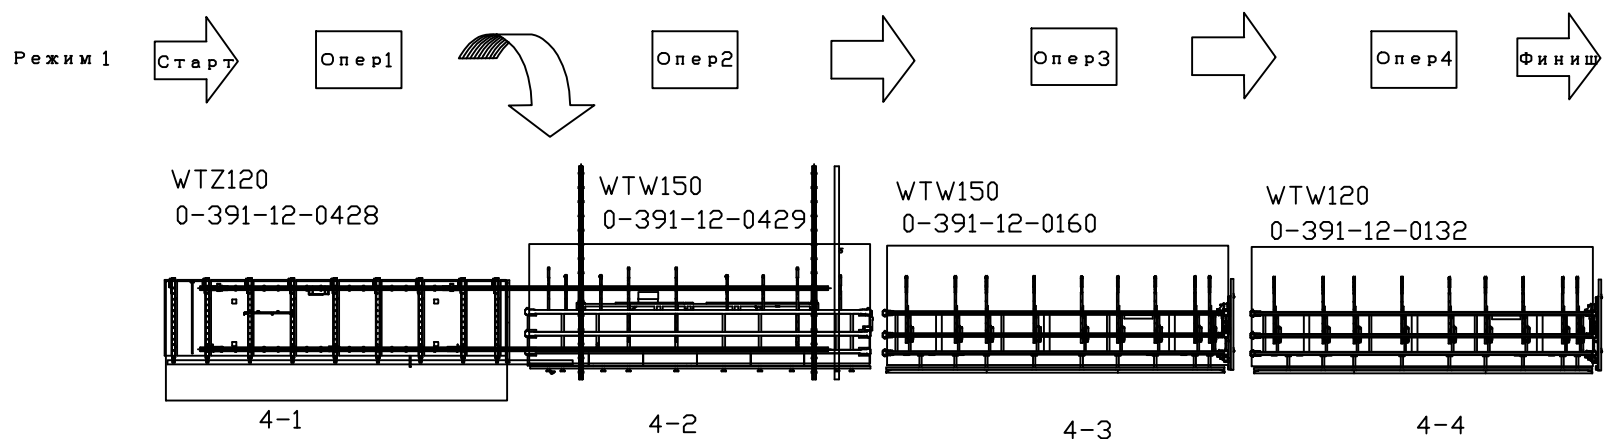 Режим 1
Старт
Опер1
Опер2
Опер3
Опер4
Финиш
WTZ120
0-391-12-0428
WTW150
0-391-12-0429
WTW150
0-391-12-0160
WTW120
0-391-12-0132
4-1
4-2
4-3
4-4